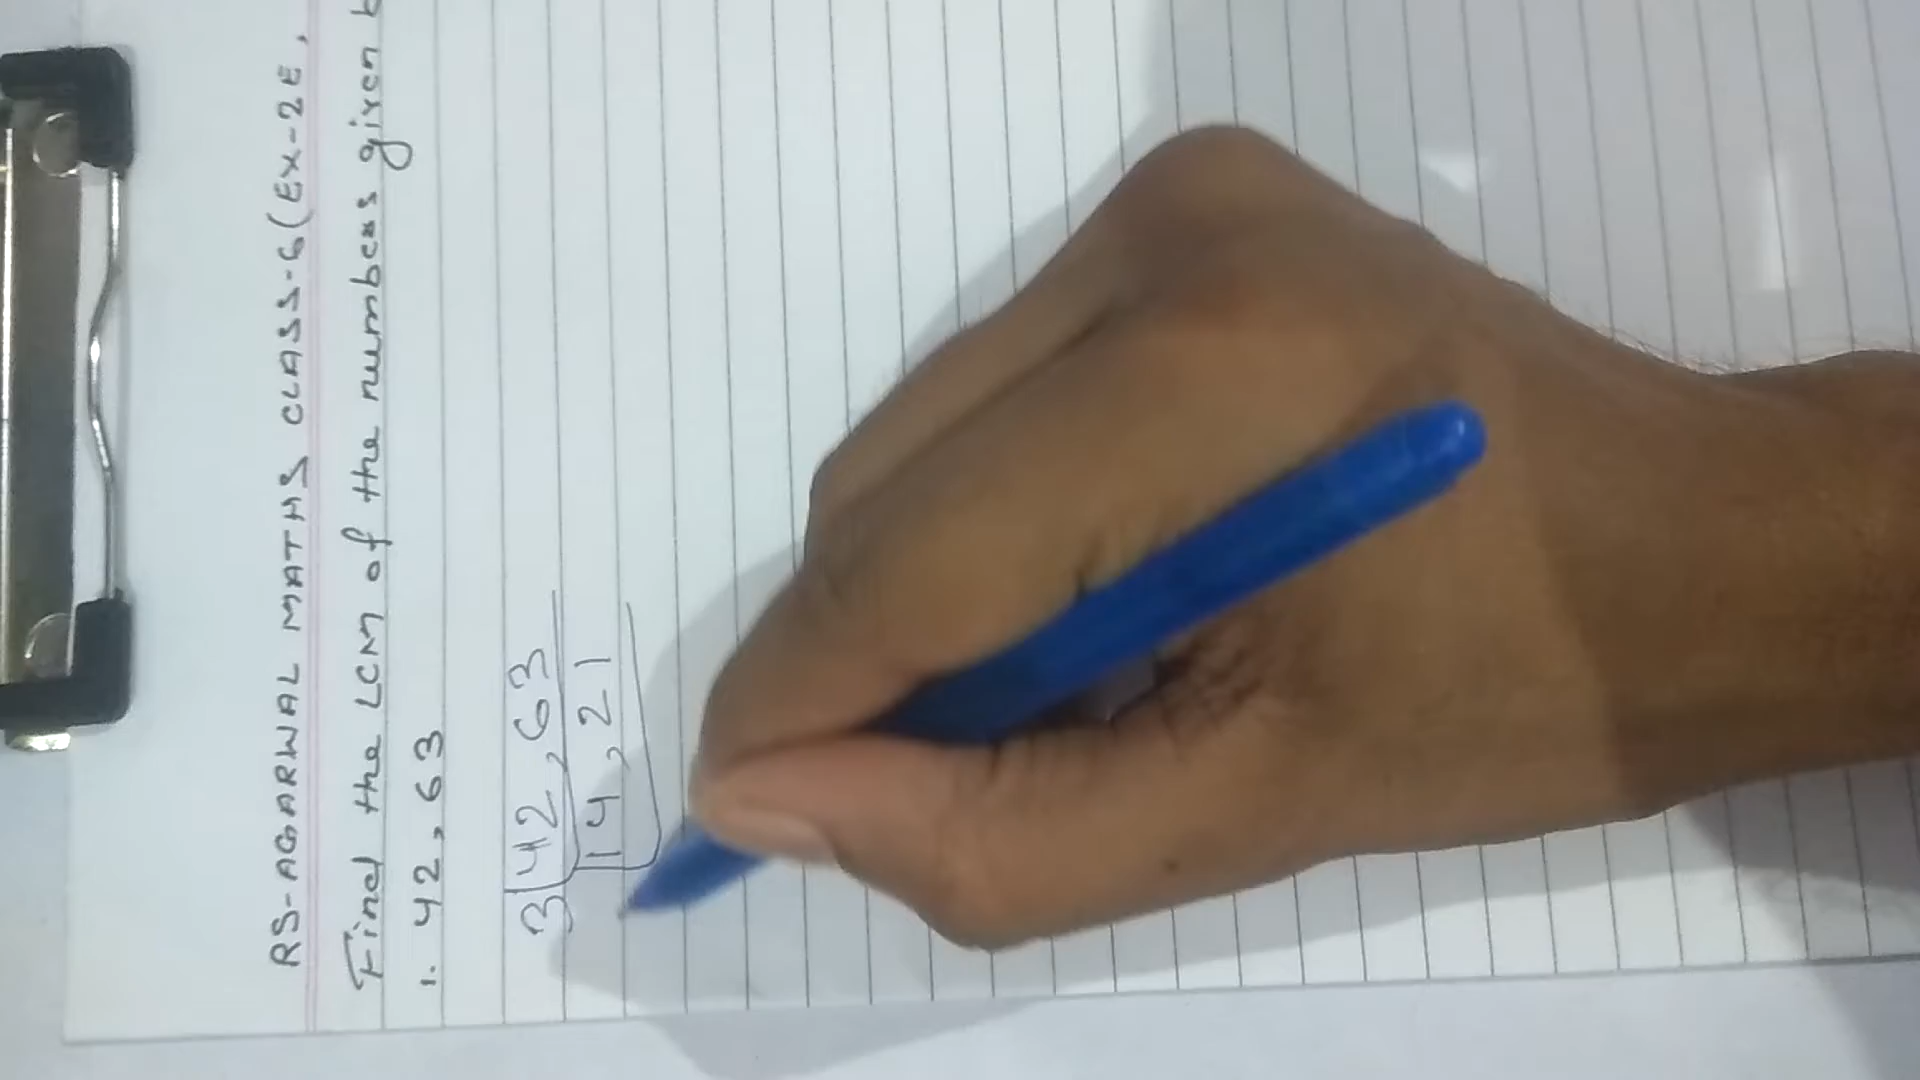 RS-AGARWAL MATHS CLASS-6 (EX-2E,
Find the LCM of the numbers given
1. 42, 63
3 42, 63
14, 21